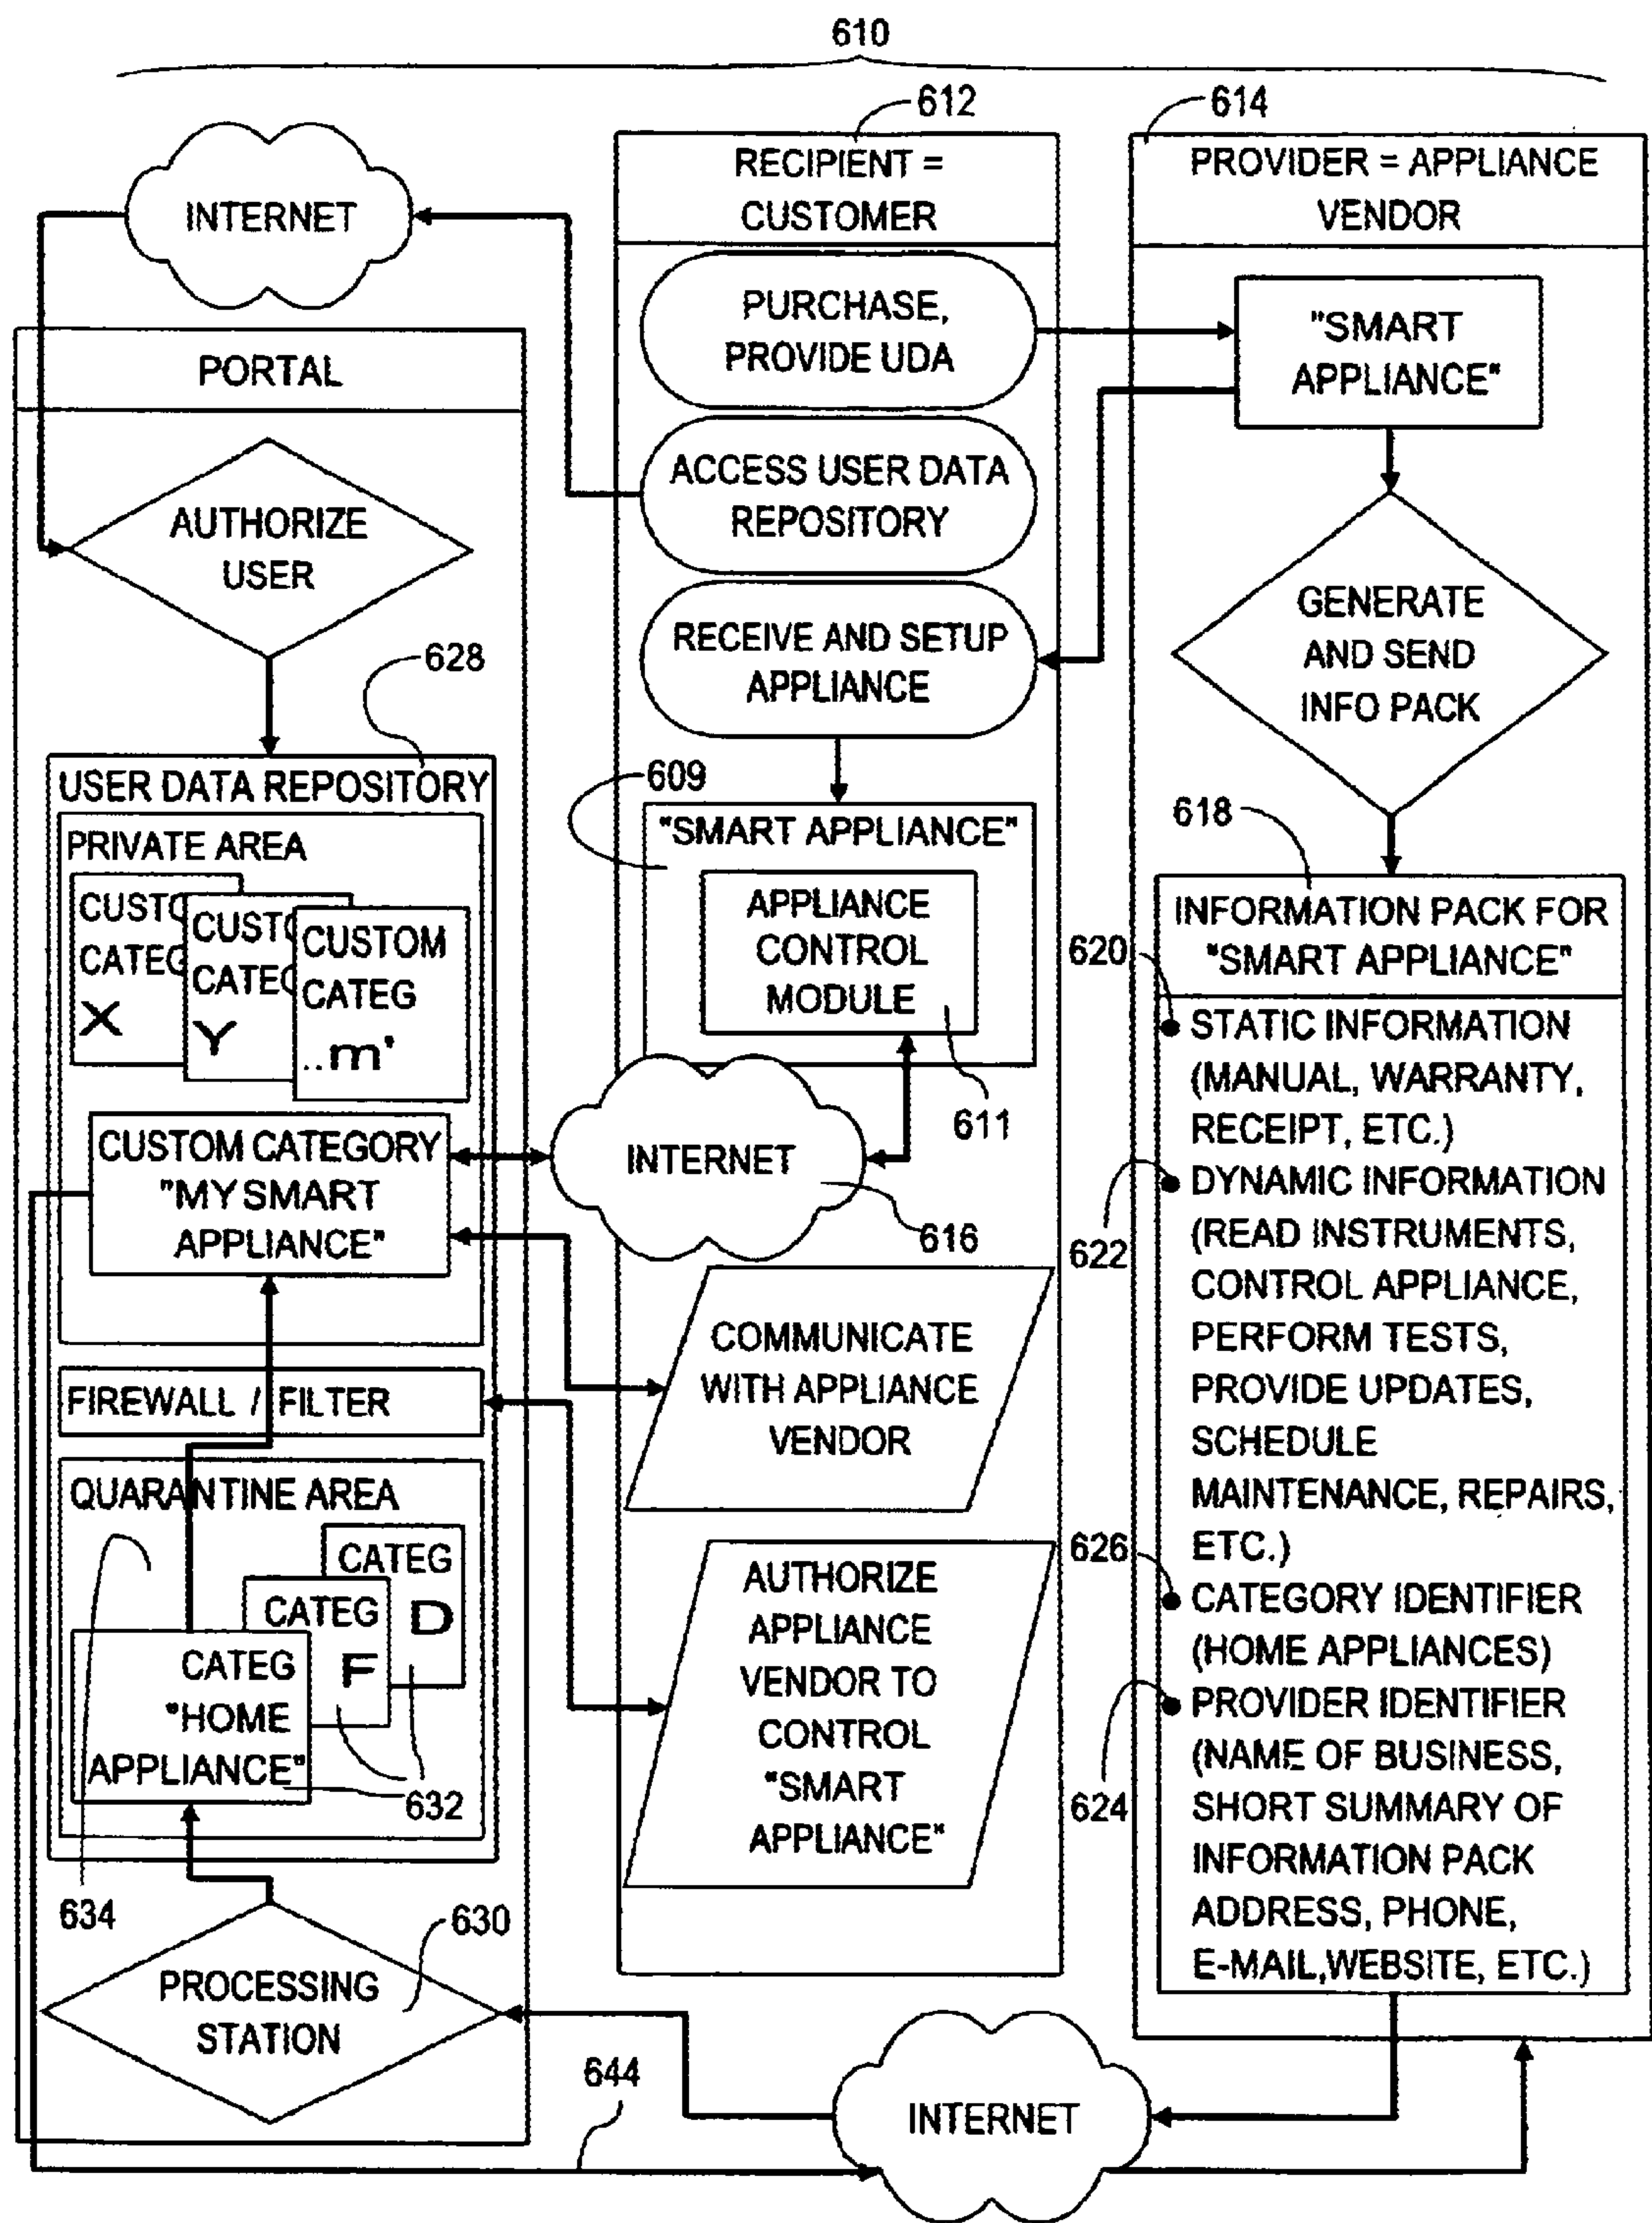 610
612
614
INTERNET
RECIPIENT =
CUSTOMER
PROVIDER = APPLIANCE
VENDOR
PORTAL
AUTHORIZE
USER
628
USER DATA REPOSITORY
PRIVATE AREA
CUSTO
CATEG
X
CUSTO
CATEG
Y
CUSTOM
CATEG
..m'
CUSTOM CATEGORY
"MY SMART
APPLIANCE"
FIREWALL / FILTER
QUARANTINE AREA
CATEG
D
CATEG
F
CATEG
"HOME
APPLIANCE"
632
634
630
PROCESSING
STATION
644
PURCHASE,
PROVIDE UDA
ACCESS USER DATA
REPOSITORY
RECEIVE AND SETUP
APPLIANCE
609
"SMART APPLIANCE"
APPLIANCE
CONTROL
MODULE
611
INTERNET
616
COMMUNICATE
WITH APPLIANCE
VENDOR
AUTHORIZE
APPLIANCE
VENDOR TO
CONTROL
"SMART
APPLIANCE"
INTERNET
"SMART
APPLIANCE"
GENERATE
AND SEND
INFO PACK
618
INFORMATION PACK FOR
"SMART APPLIANCE"
620
STATIC INFORMATION
(MANUAL, WARRANTY,
RECEIPT, ETC.)
622
DYNAMIC INFORMATION
(READ INSTRUMENTS,
CONTROL APPLIANCE,
PERFORM TESTS,
PROVIDE UPDATES,
SCHEDULE
MAINTENANCE, REPAIRS,
ETC.)
626
CATEGORY IDENTIFIER
(HOME APPLIANCES)
624
PROVIDER IDENTIFIER
(NAME OF BUSINESS,
SHORT SUMMARY OF
INFORMATION PACK
ADDRESS, PHONE,
E-MAIL,WEBSITE, ETC.)